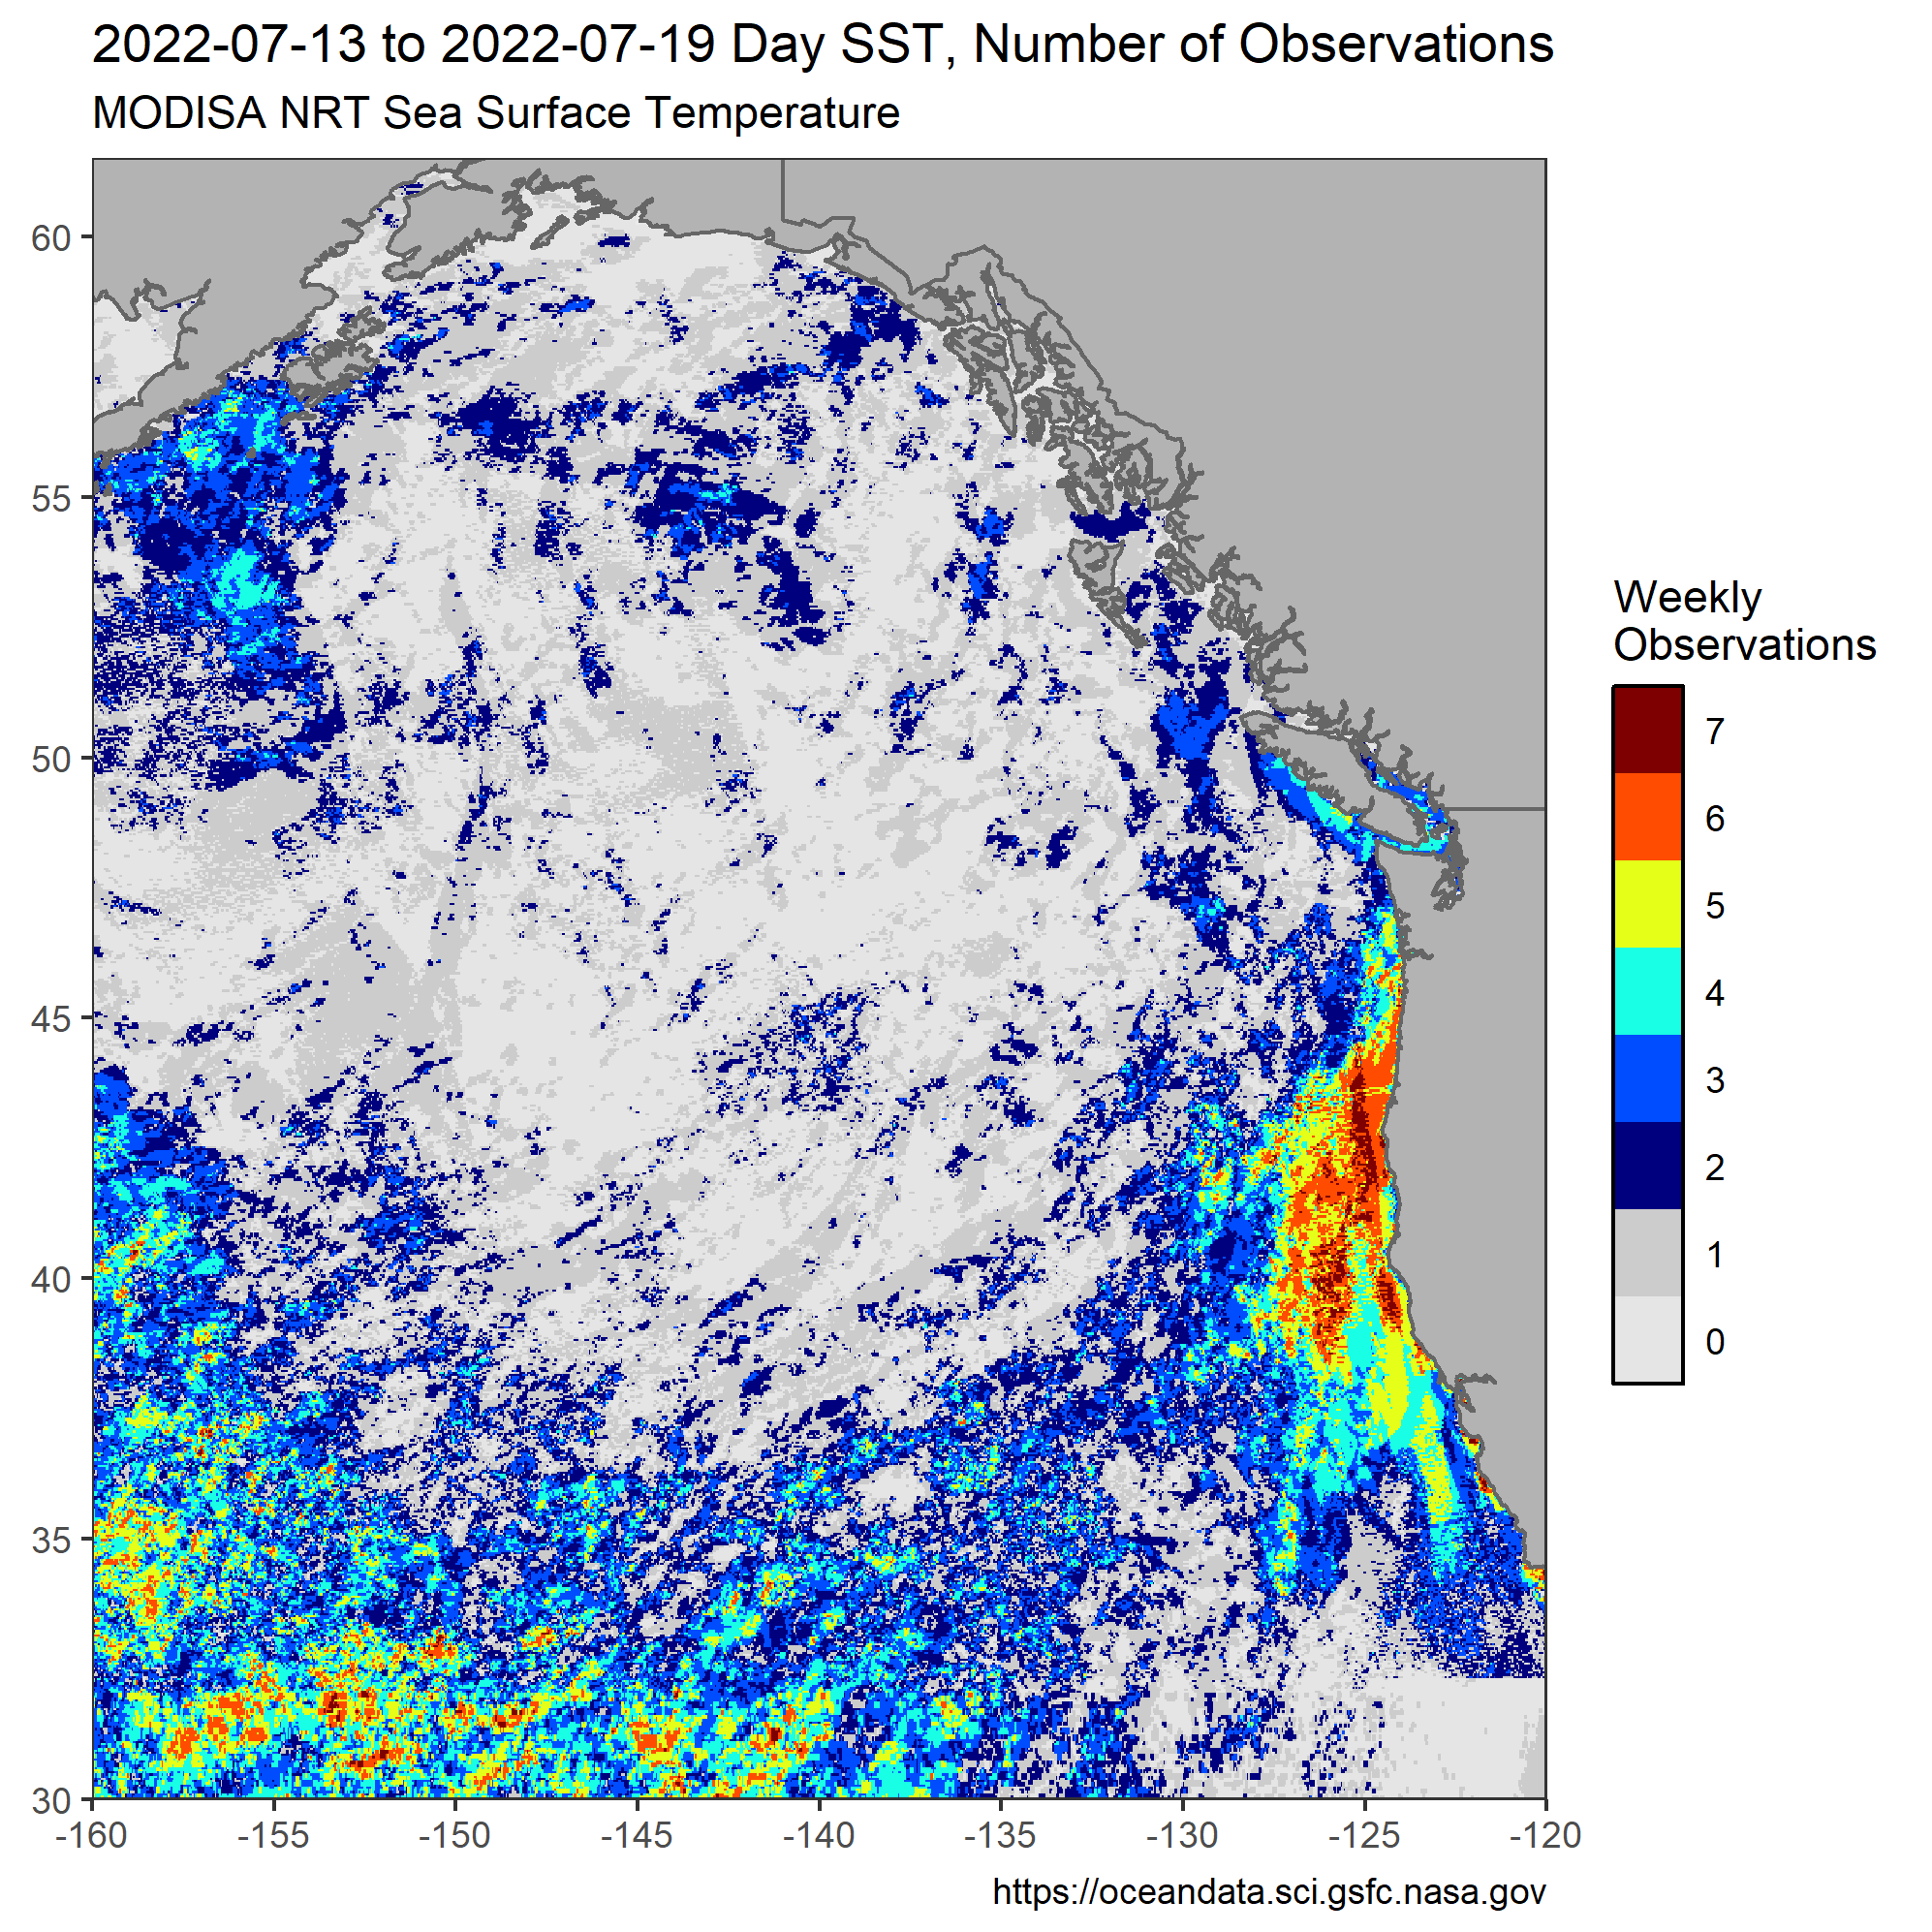 2022-07-13 to 2022-07-19 Day SST, Number of Observations
MODISA NRT Sea Surface Temperature
60
55
50
45
40
35
30
-160 -155 -150 -145 -140 -135 -130 -125 -120
Weekly
Observations
7
6
5
4
3
2
1
0
https://oceandata.sci.gsfc.nasa.gov